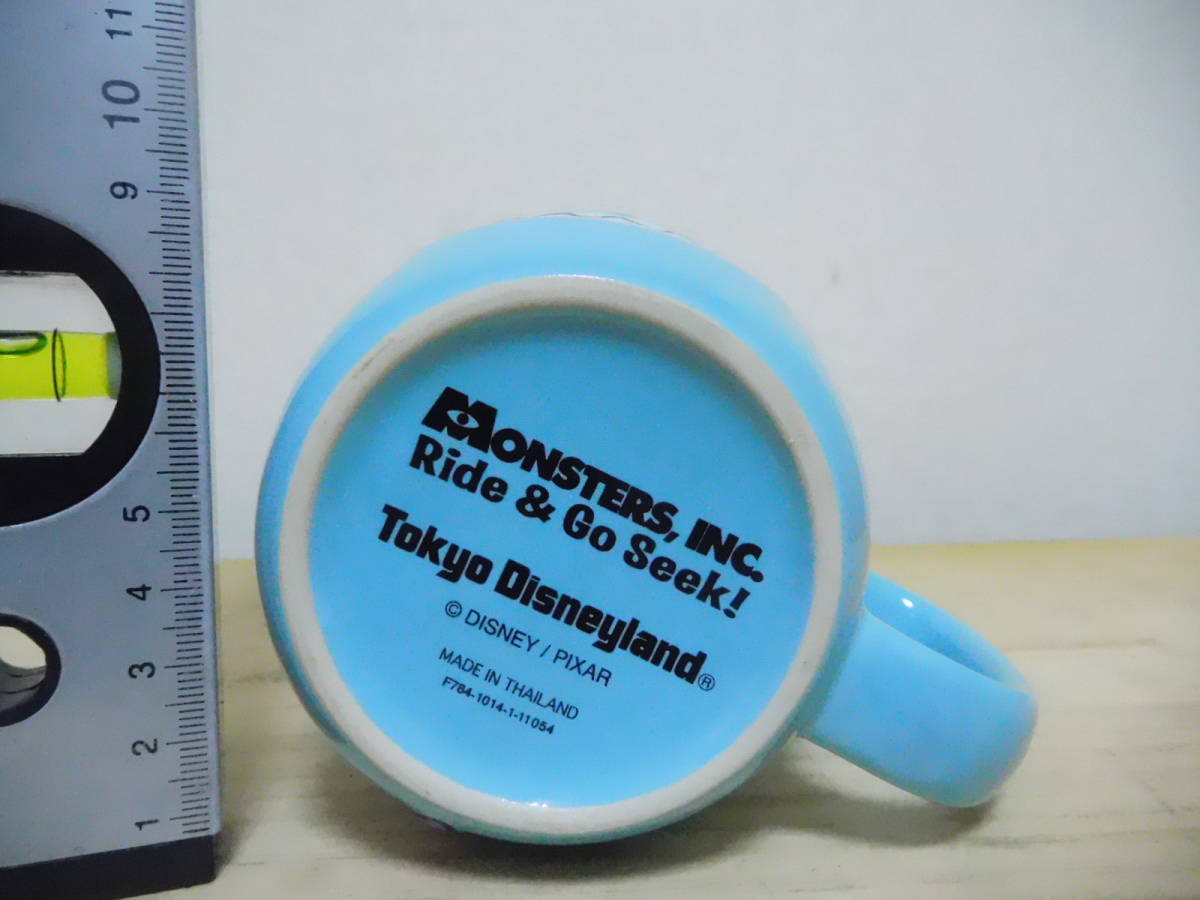 MONSTERS, INC.
Ride & Go Seek!
Tokyo Disneyland®
© DISNEY / PIXAR
MADE IN THAILAND
F784-1014-1-11054
11
10
9
5
4
3
2
1